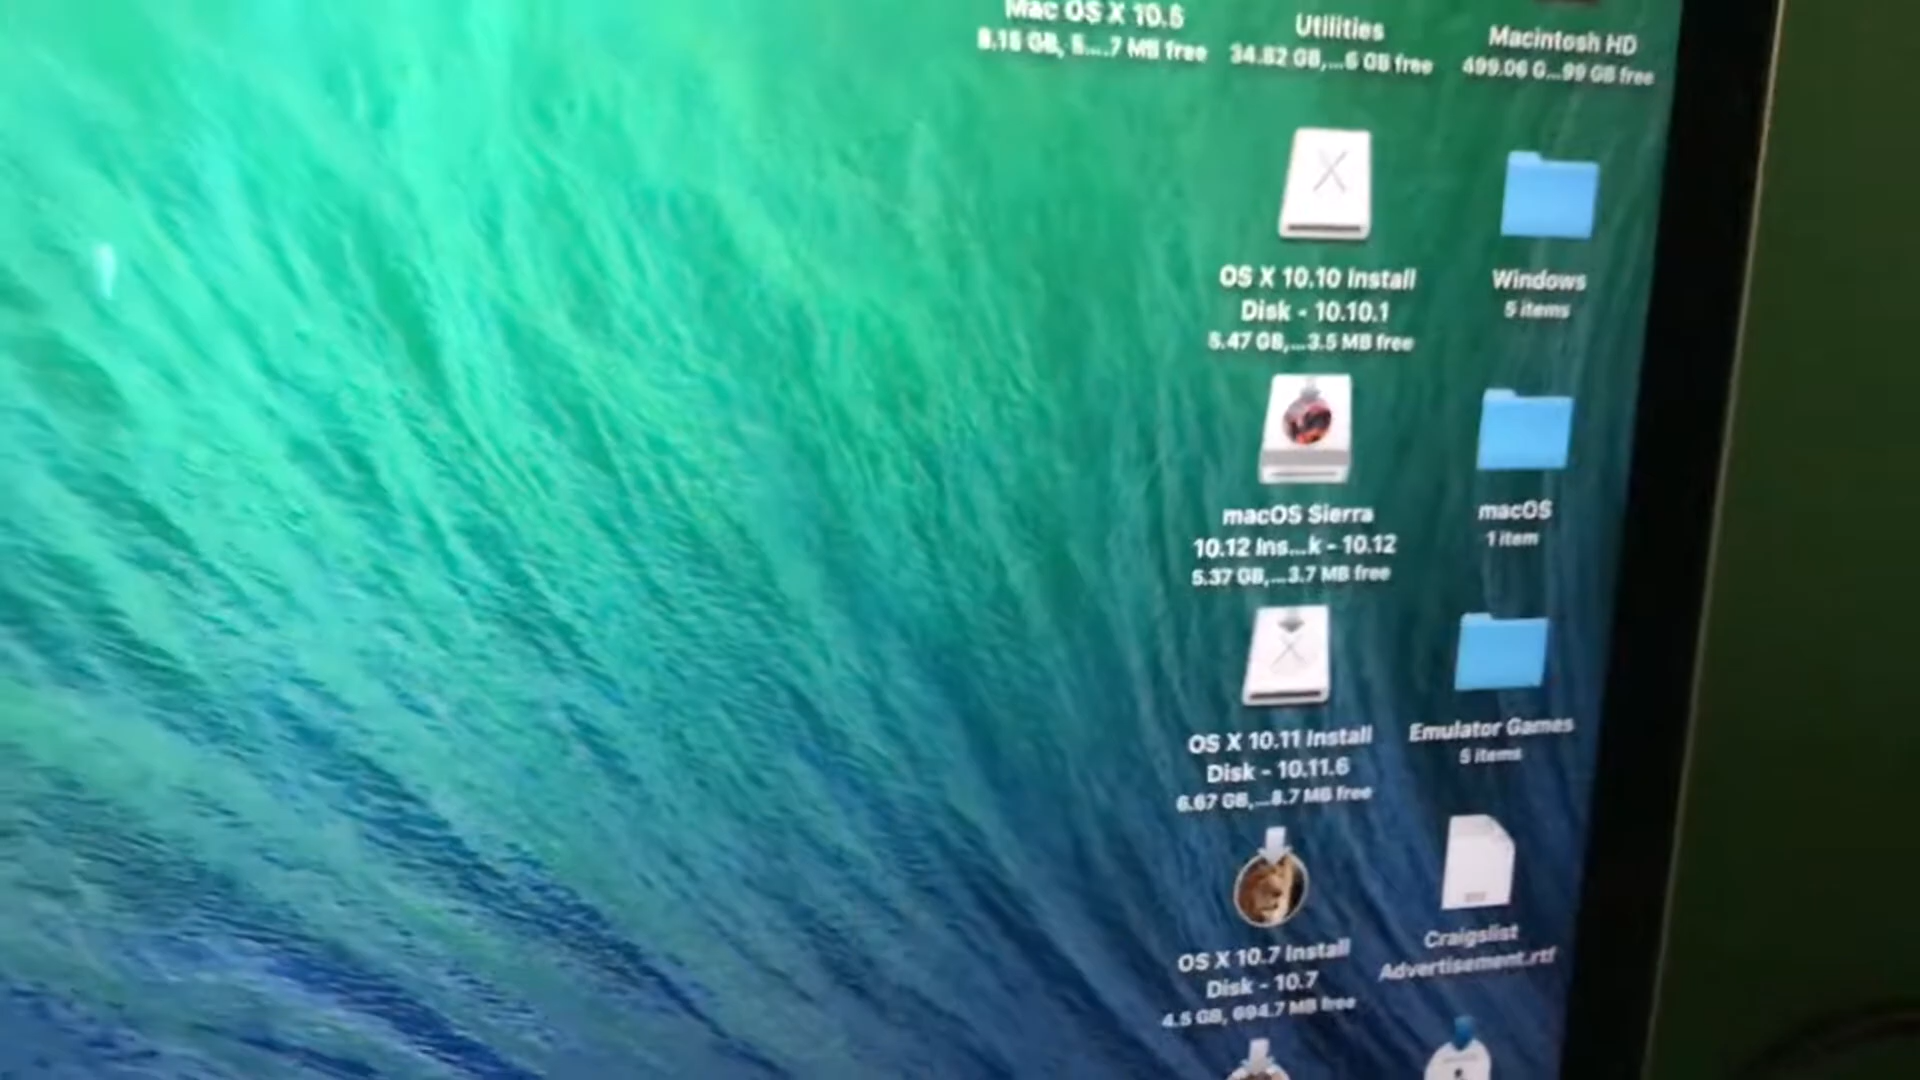 Mac OS X 10.5
8.15 GB, 5....7 MB free
Utilities
34.82 GB,...6 GB free
Macintosh HD
499.06 G...99 GB free
OS X 10.10 Install
Disk - 10.10.1
5.47 GB,...3.5 MB free
Windows
5 items
macOS Sierra
10.12 Ins...k - 10.12
5.37 GB,...3.7 MB free
macOS
1 item
OS X 10.11 Install
Disk - 10.11.6
6.67 GB,...8.7 MB free
Emulator Games
5 items
OS X 10.7 Install
Disk - 10.7
4.5 GB, 694.7 MB free
Craigslist
Advertisement.rtf